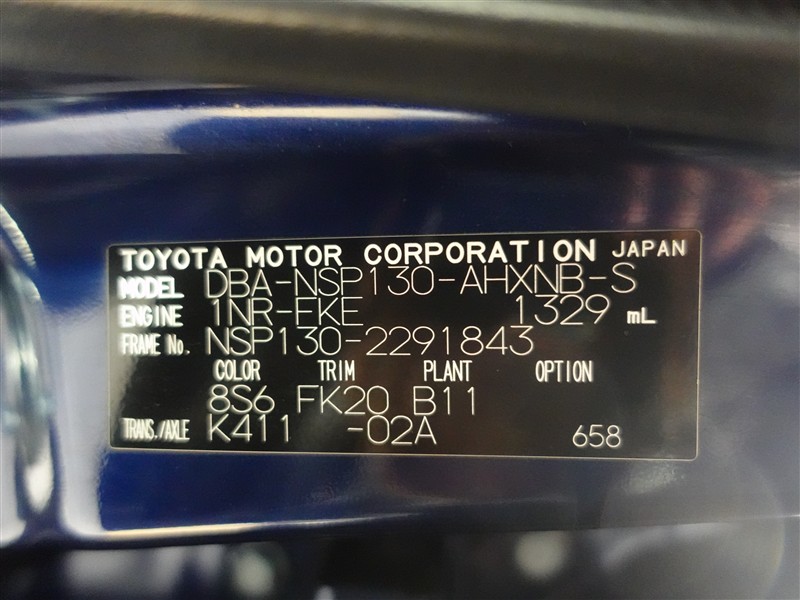 TOYOTA MOTOR CORPORATION JAPAN
MODEL DBA-NSP130-AHXNB-S
ENGINE 1NR-FKE 1329 mL
FRAME No. NSP130-2291843
COLOR TRIM PLANT OPTION
8S6 FK20 B11
TRANS./AXLE K411 -02A 658